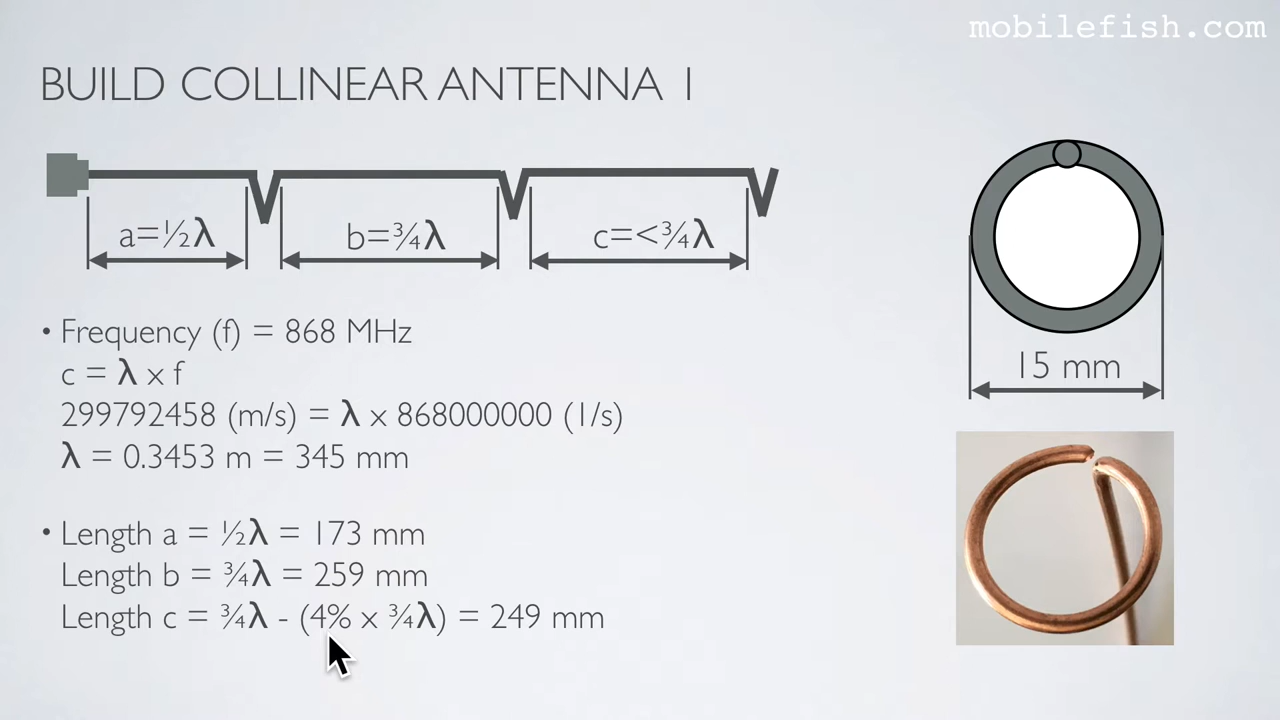 mobilefish.com
BUILD COLLINEAR ANTENNA 1
a=½λ
b=¾λ
c=<¾λ
• Frequency (f) = 868 MHz
c = λ x f
299792458 (m/s) = λ x 868000000 (1/s)
λ = 0.3453 m = 345 mm
• Length a = ½λ = 173 mm
Length b = ¾λ = 259 mm
Length c = ¾λ - (4% x ¾λ) = 249 mm
15 mm